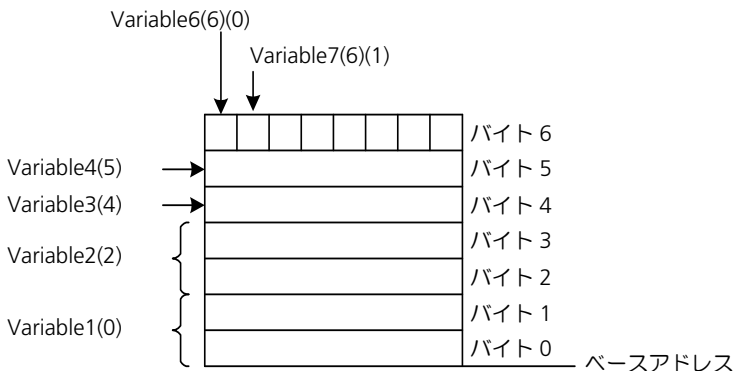 Variable6(6)(0)
Variable7(6)(1)
バイト 6
Variable4(5)
バイト 5
Variable3(4)
バイト 4
バイト 3
Variable2(2)
バイト 2
バイト 1
Variable1(0)
バイト 0
ベースアドレス